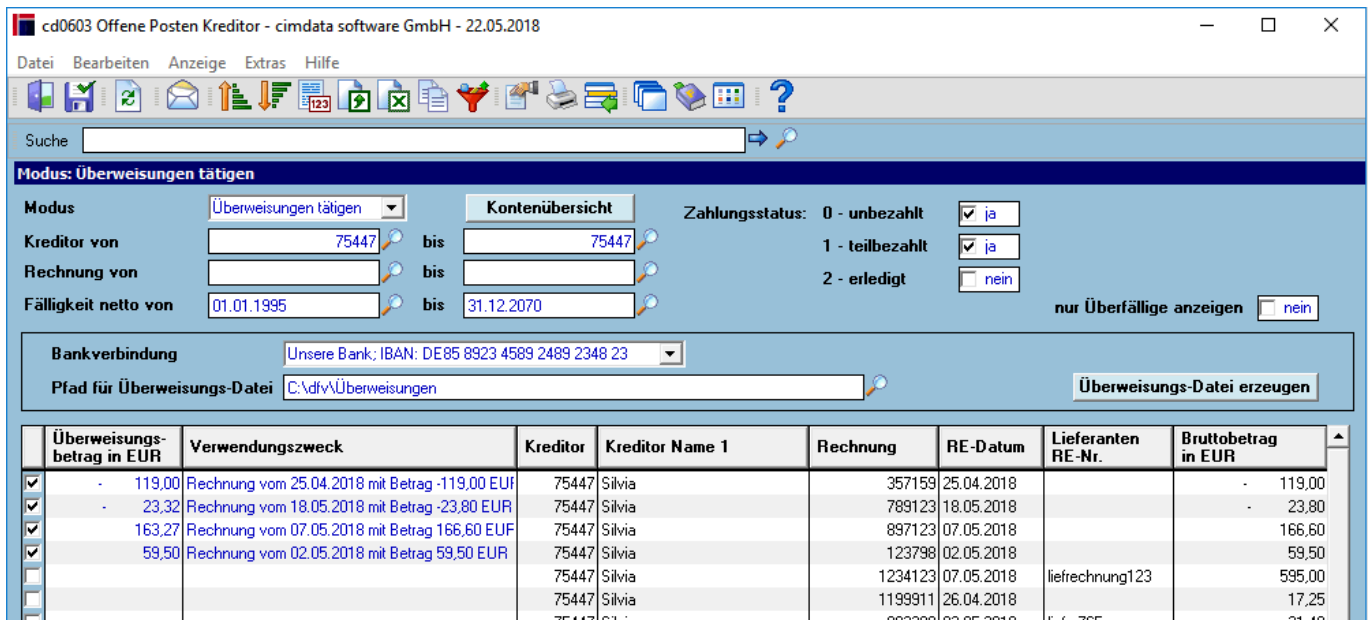 cd0603 Offene Posten Kreditor - cimdata software GmbH - 22.05.2018
Datei Bearbeiten Anzeige Extras Hilfe
123
Suche
Modus: Überweisungen tätigen
Modus Überweisungen tätigen Kontenübersicht Zahlungsstatus: 0 - unbezahlt ja
Kreditor von 75447 bis 75447 1 - teilbezahlt ja
Rechnung von bis 2 - erledigt nein
Fälligkeit netto von 01.01.1995 bis 31.12.2070 nur Überfällige anzeigen nein
Bankverbindung Unsere Bank; IBAN: DE85 8923 4589 2489 2348 23
Pfad für Überweisungs-Datei C:\dfv\Überweisungen Überweisungs-Datei erzeugen
Überweisungs- betrag in EUR Verwendungszweck Kreditor Kreditor Name 1 Rechnung RE-Datum Lieferanten RE-Nr. Bruttobetrag in EUR
- 119,00 Rechnung vom 25.04.2018 mit Betrag -119,00 EUF 75447 Silvia 357159 25.04.2018 - 119,00
- 23,32 Rechnung vom 18.05.2018 mit Betrag -23,80 EUR 75447 Silvia 789123 18.05.2018 - 23,80
163,27 Rechnung vom 07.05.2018 mit Betrag 166,60 EUF 75447 Silvia 897123 07.05.2018 166,60
59,50 Rechnung vom 02.05.2018 mit Betrag 59,50 EUR 75447 Silvia 123798 02.05.2018 59,50
75447 Silvia 1234123 07.05.2018 liefrechnung123 595,00
75447 Silvia 1199911 26.04.2018 17,25